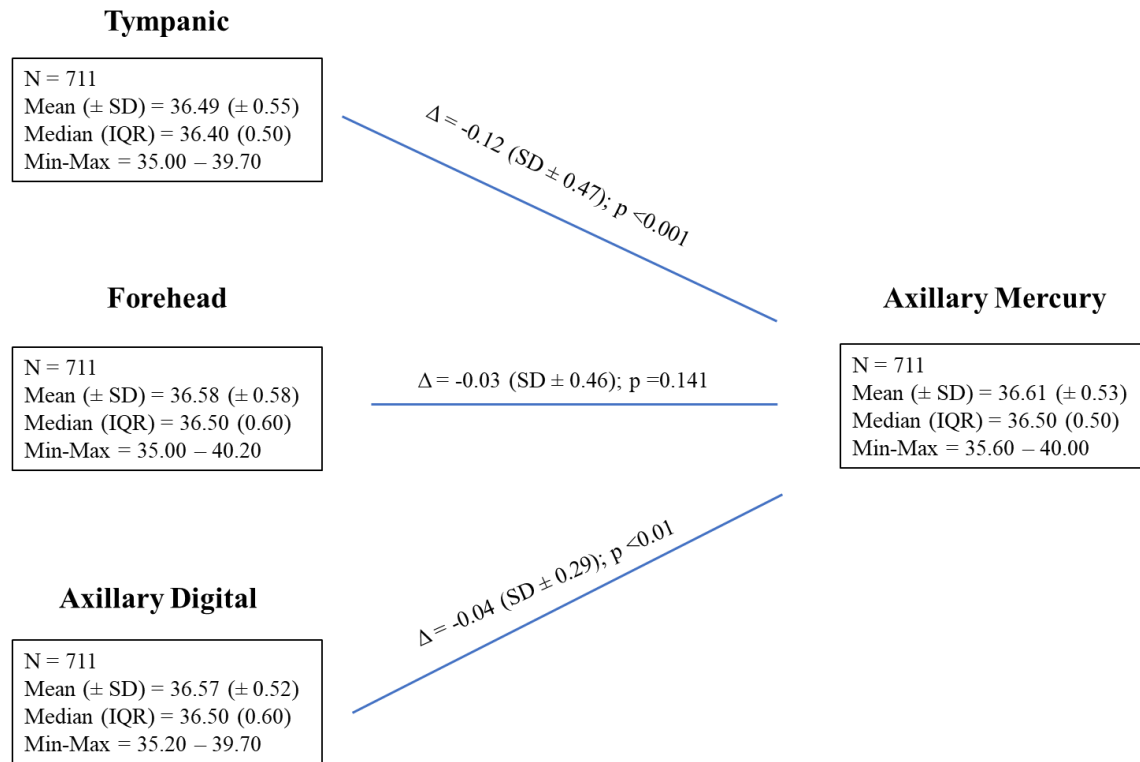 Tympanic
N = 711
Mean (± SD) = 36.49 (± 0.55)
Median (IQR) = 36.40 (0.50)
Min-Max = 35.00 – 39.70
Δ = -0.12 (SD ± 0.47); p <0.001
Forehead
N = 711
Mean (± SD) = 36.58 (± 0.58)
Median (IQR) = 36.50 (0.60)
Min-Max = 35.00 – 40.20
Δ = -0.03 (SD ± 0.46); p =0.141
Axillary Mercury
N = 711
Mean (± SD) = 36.61 (± 0.53)
Median (IQR) = 36.50 (0.50)
Min-Max = 35.60 – 40.00
Axillary Digital
N = 711
Mean (± SD) = 36.57 (± 0.52)
Median (IQR) = 36.50 (0.60)
Min-Max = 35.20 – 39.70
Δ = -0.04 (SD ± 0.29); p <0.01